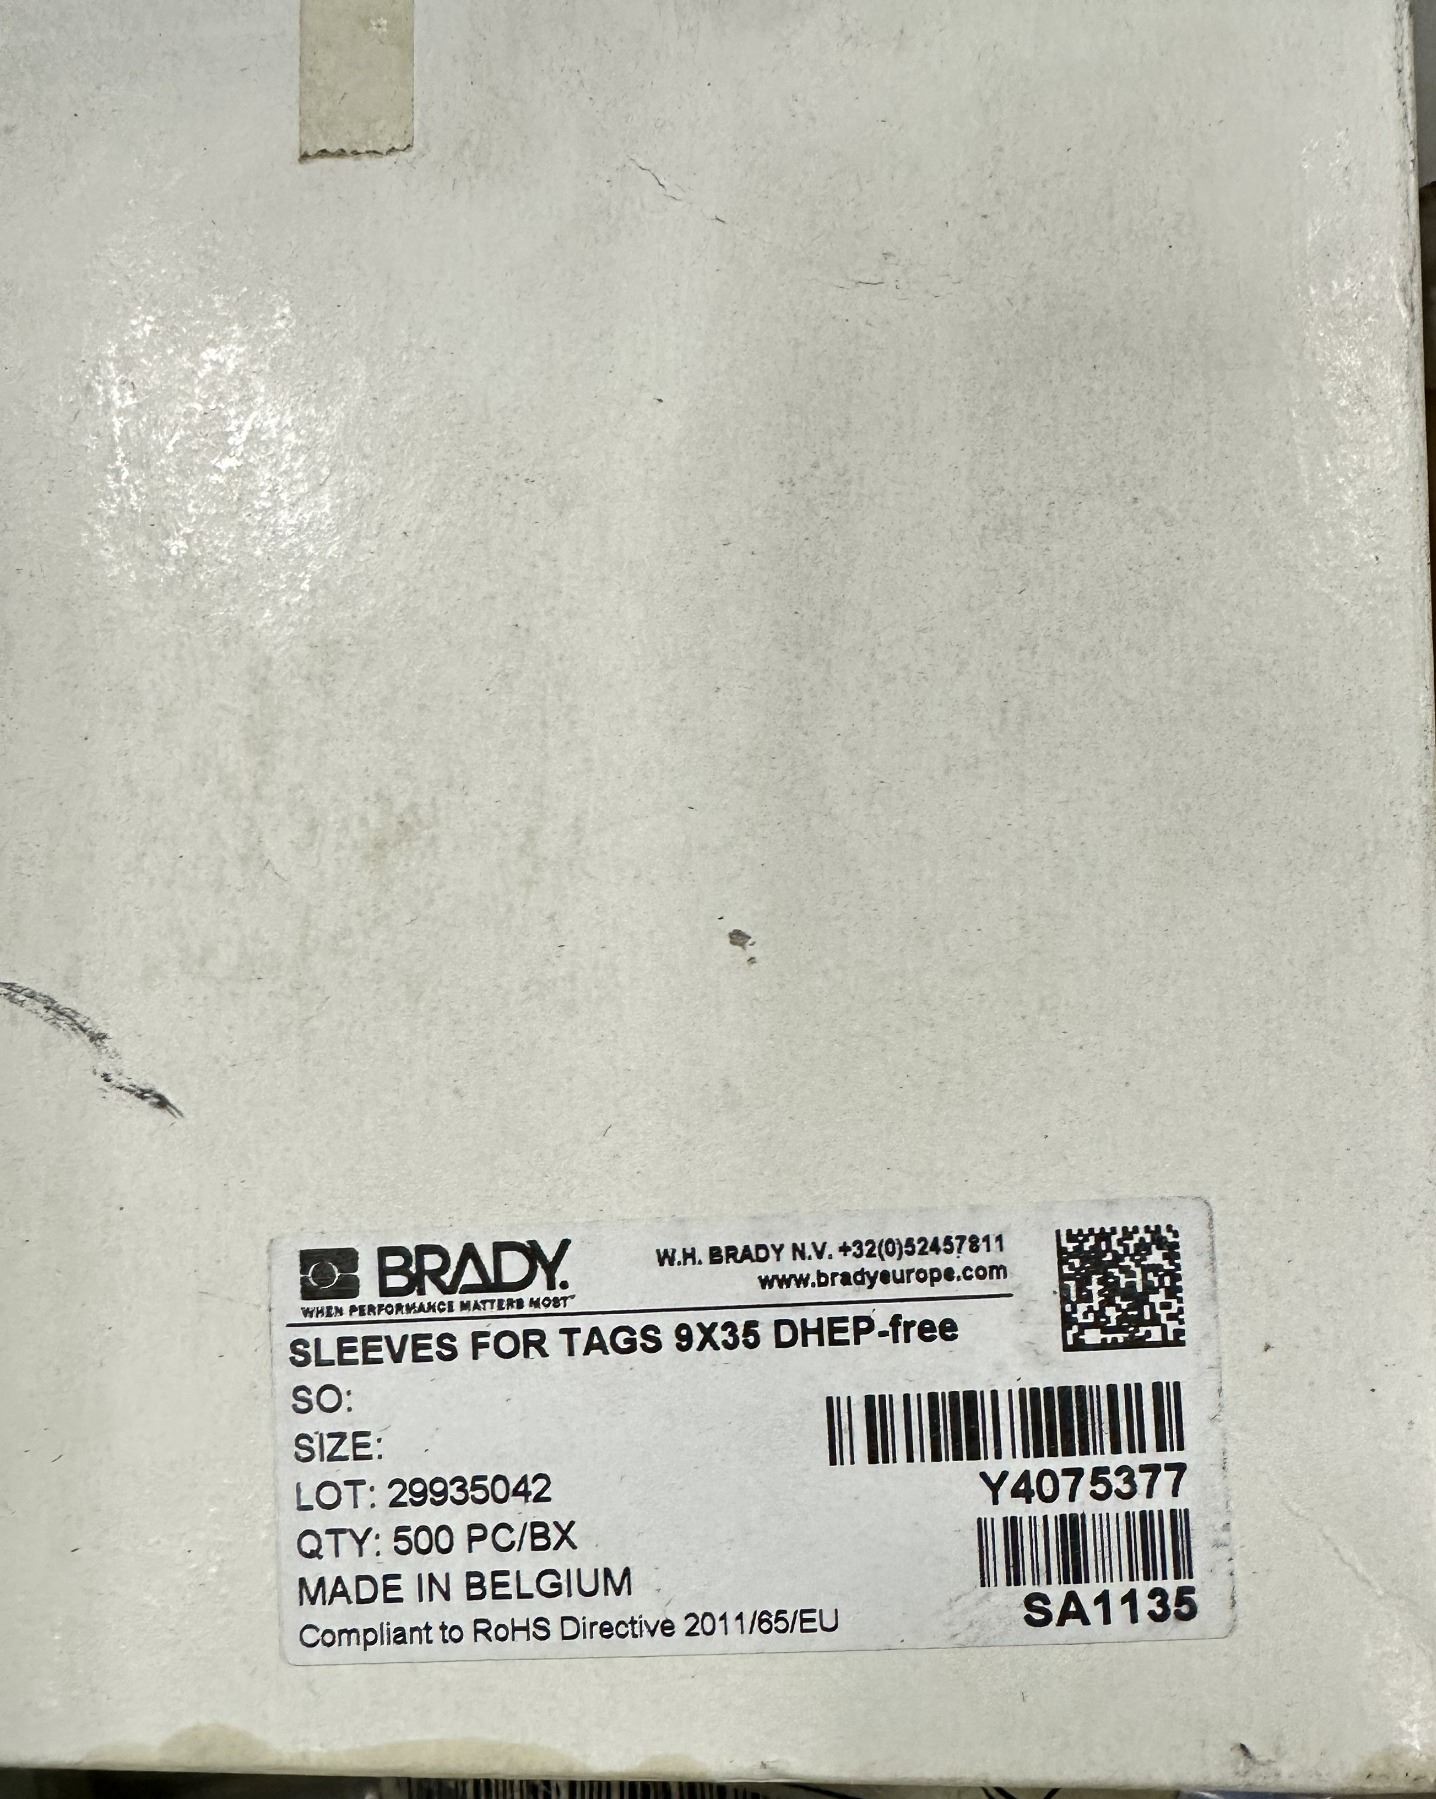 BRADY.
WHEN PERFORMANCE MATTERS MOST™
W.H. BRADY N.V. +32(0)52457811
www.bradyeurope.com
SLEEVES FOR TAGS 9X35 DHEP-free
SO:
SIZE:
LOT: 29935042
QTY: 500 PC/BX
MADE IN BELGIUM
Compliant to RoHS Directive 2011/65/EU
Y4075377
SA1135